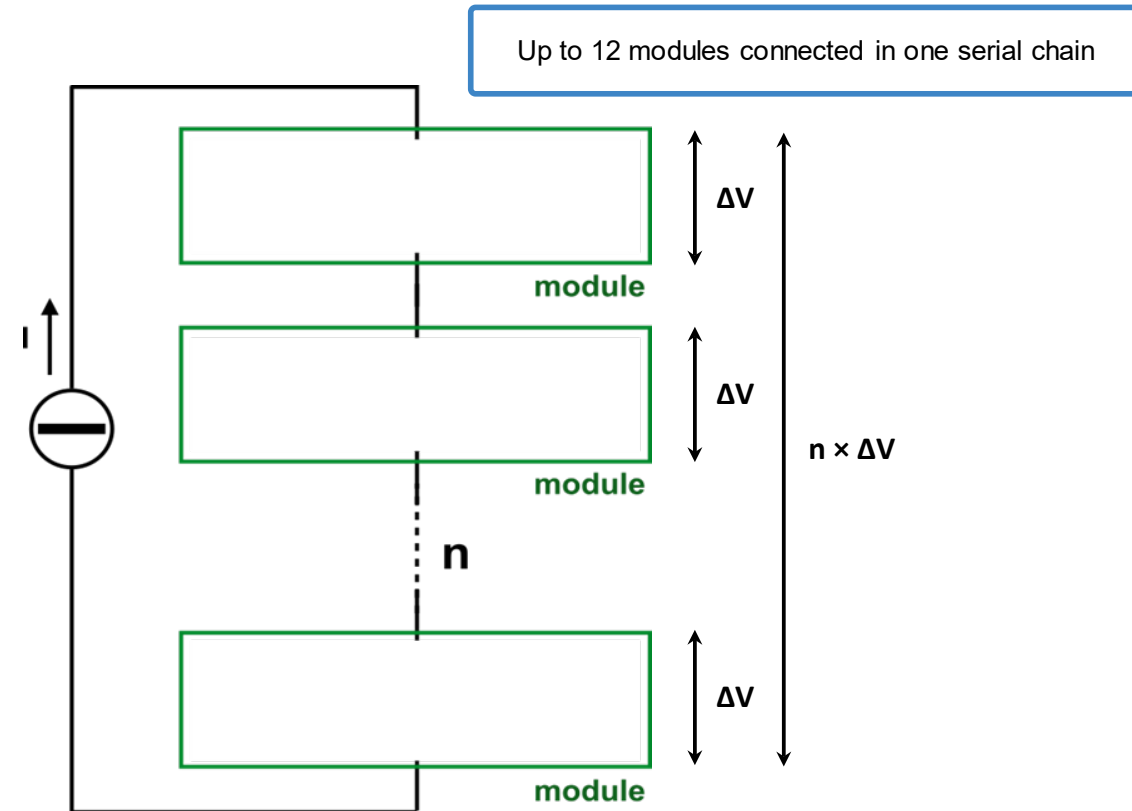 Up to 12 modules connected in one serial chain
ΔV
module
I
ΔV
n × ΔV
module
n
ΔV
module